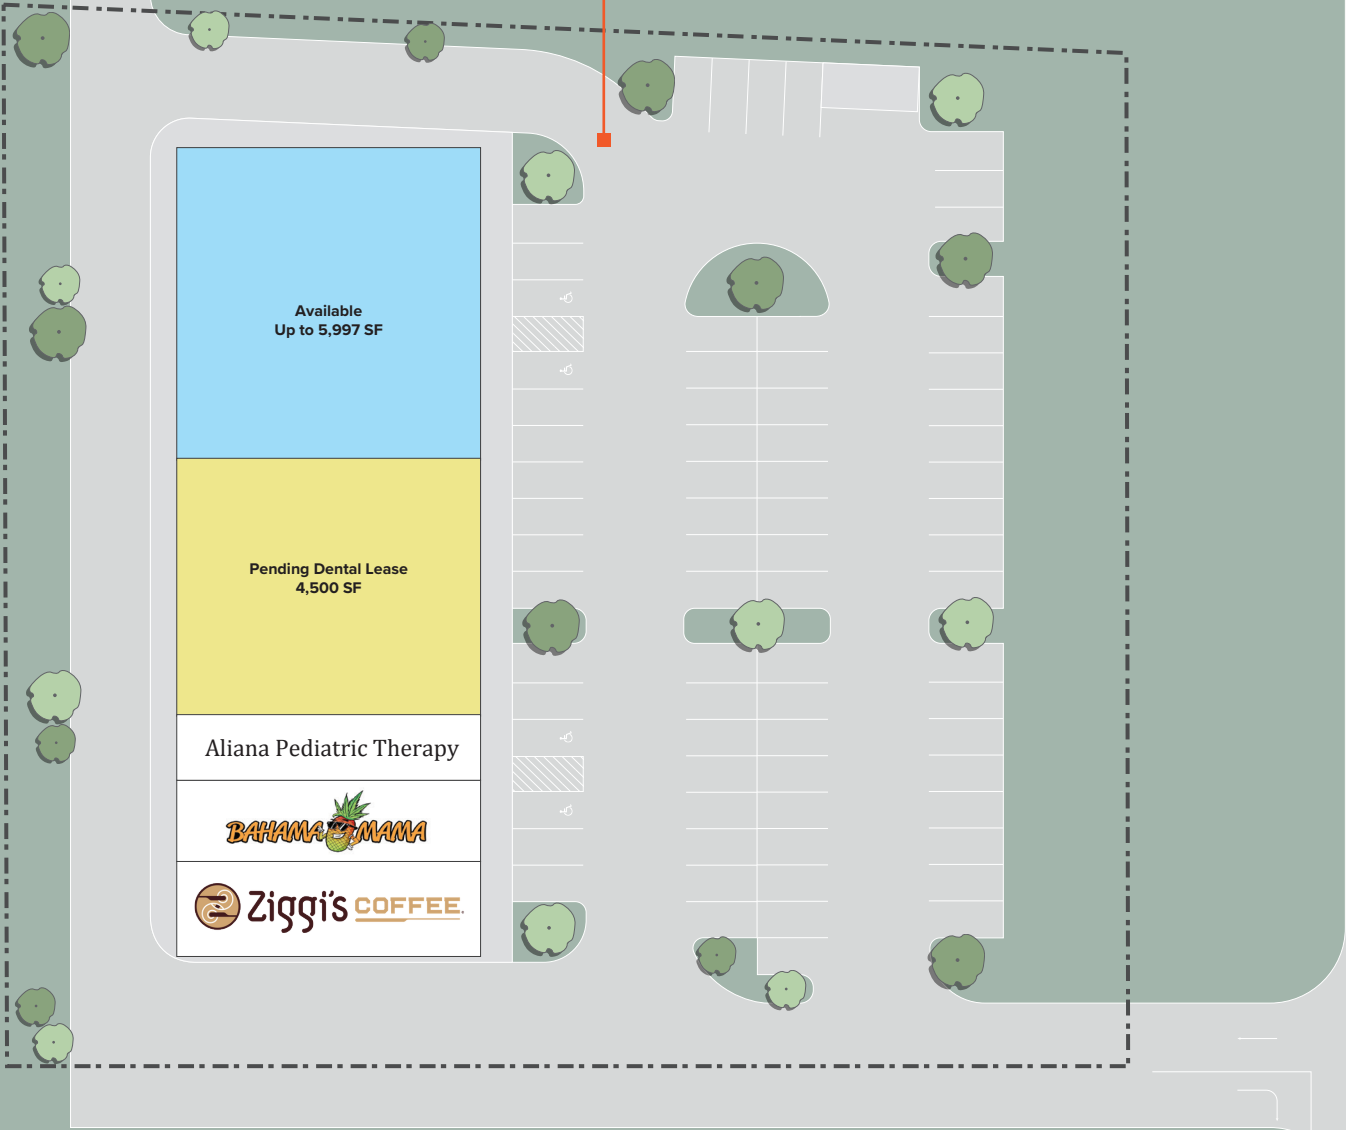 Available
Up to 5,997 SF
Pending Dental Lease
4,500 SF
Aliana Pediatric Therapy
BAHAMA MAMA
Ziggi's COFFEE.